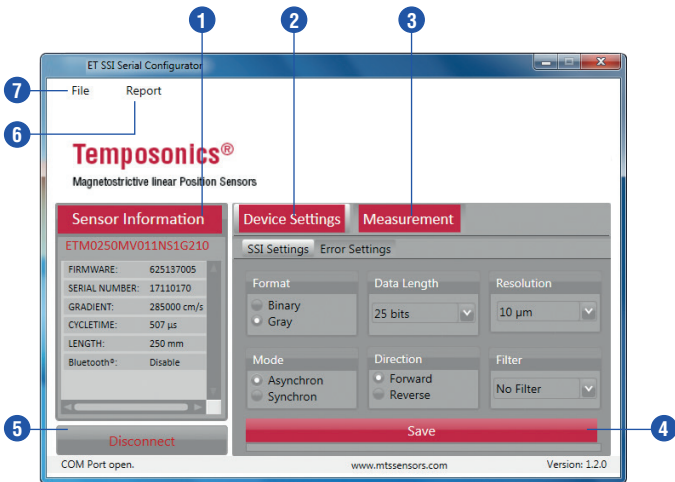 1 2 3
ET SSI Serial Configurator
7 File Report
6
Temposonics®
Magnetostrictive linear Position Sensors
Sensor Information
ETM0250MV011NS1G210
FIRMWARE: 625137005
SERIAL NUMBER: 17110170
GRADIENT: 285000 cm/s
CYCLETIME: 507 µs
LENGTH: 250 mm
Bluetooth®: Disable
5 Disconnect
COM Port open.
Device Settings Measurement
SSI Settings Error Settings
Format
Binary
Gray
Data Length
25 bits
Resolution
10 µm
Mode
Asynchron
Synchron
Direction
Forward
Reverse
Filter
No Filter
Save 4
www.mtssensors.com Version: 1.2.0